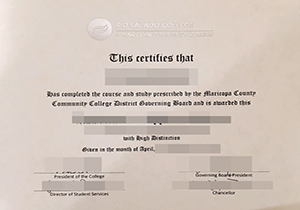 This certifies that
Has completed the course and study prescribed by the Maricopa County
Community College District Governing Board and is awarded this
with High Distinction
Given in the month of April,
President of the College
Governing Board President
Director of Student Services
Chancellor